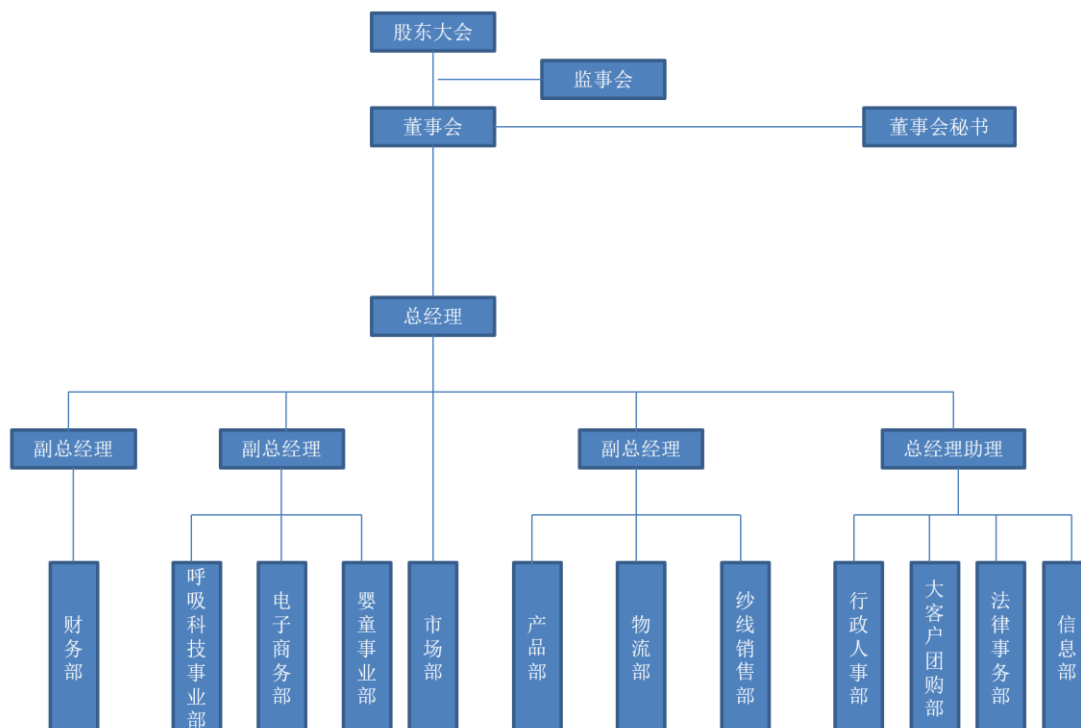 股东大会
监事会
董事会
董事会秘书
总经理
副总经理
副总经理
副总经理
总经理助理
财务部
呼吸科技事业部
电子商务部
婴童事业部
市场部
产品部
物流部
纱线销售部
行政人事部
大客户团购部
法律事务部
信息部